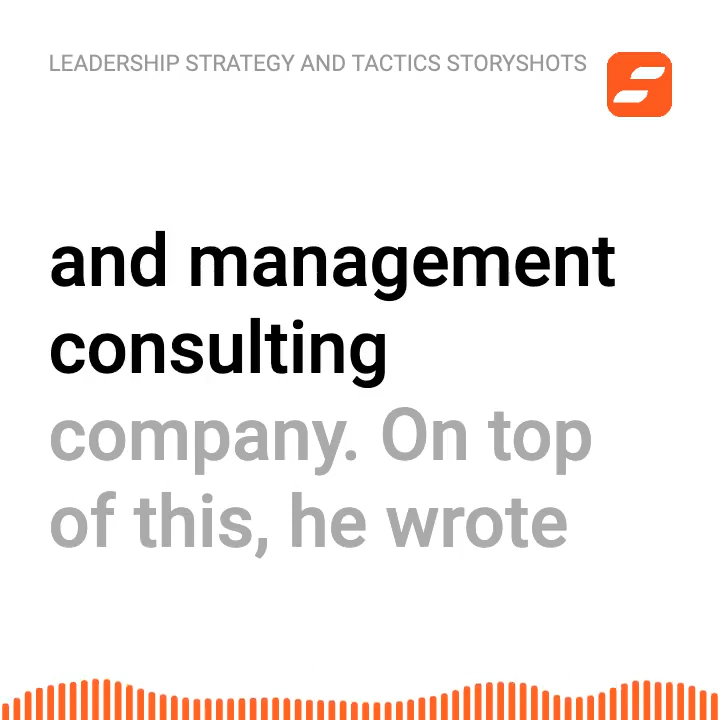 LEADERSHIP STRATEGY AND TACTICS STORYSHOTS
and management
consulting
company. On top
of this, he wrote